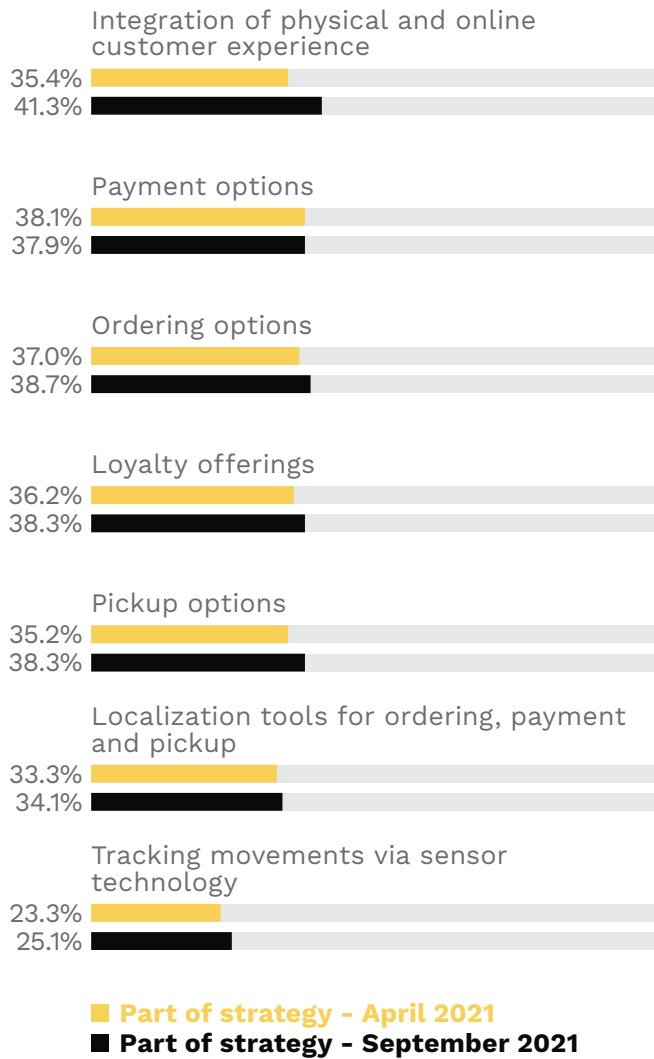 Integration of physical and online
customer experience
35.4%
41.3%
Payment options
38.1%
37.9%
Ordering options
37.0%
38.7%
Loyalty offerings
36.2%
38.3%
Pickup options
35.2%
38.3%
Localization tools for ordering, payment
and pickup
33.3%
34.1%
Tracking movements via sensor
technology
23.3%
25.1%
Part of strategy - April 2021
Part of strategy - September 2021